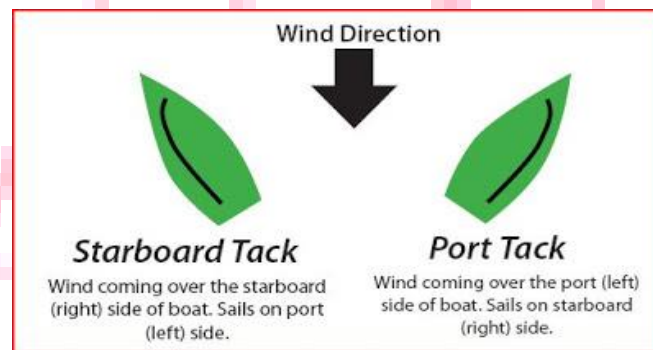 Wind Direction
Starboard Tack
Wind coming over the starboard
(right) side of boat. Sails on port
(left) side.
Port Tack
Wind coming over the port (left)
side of boat. Sails on starboard
(right) side.